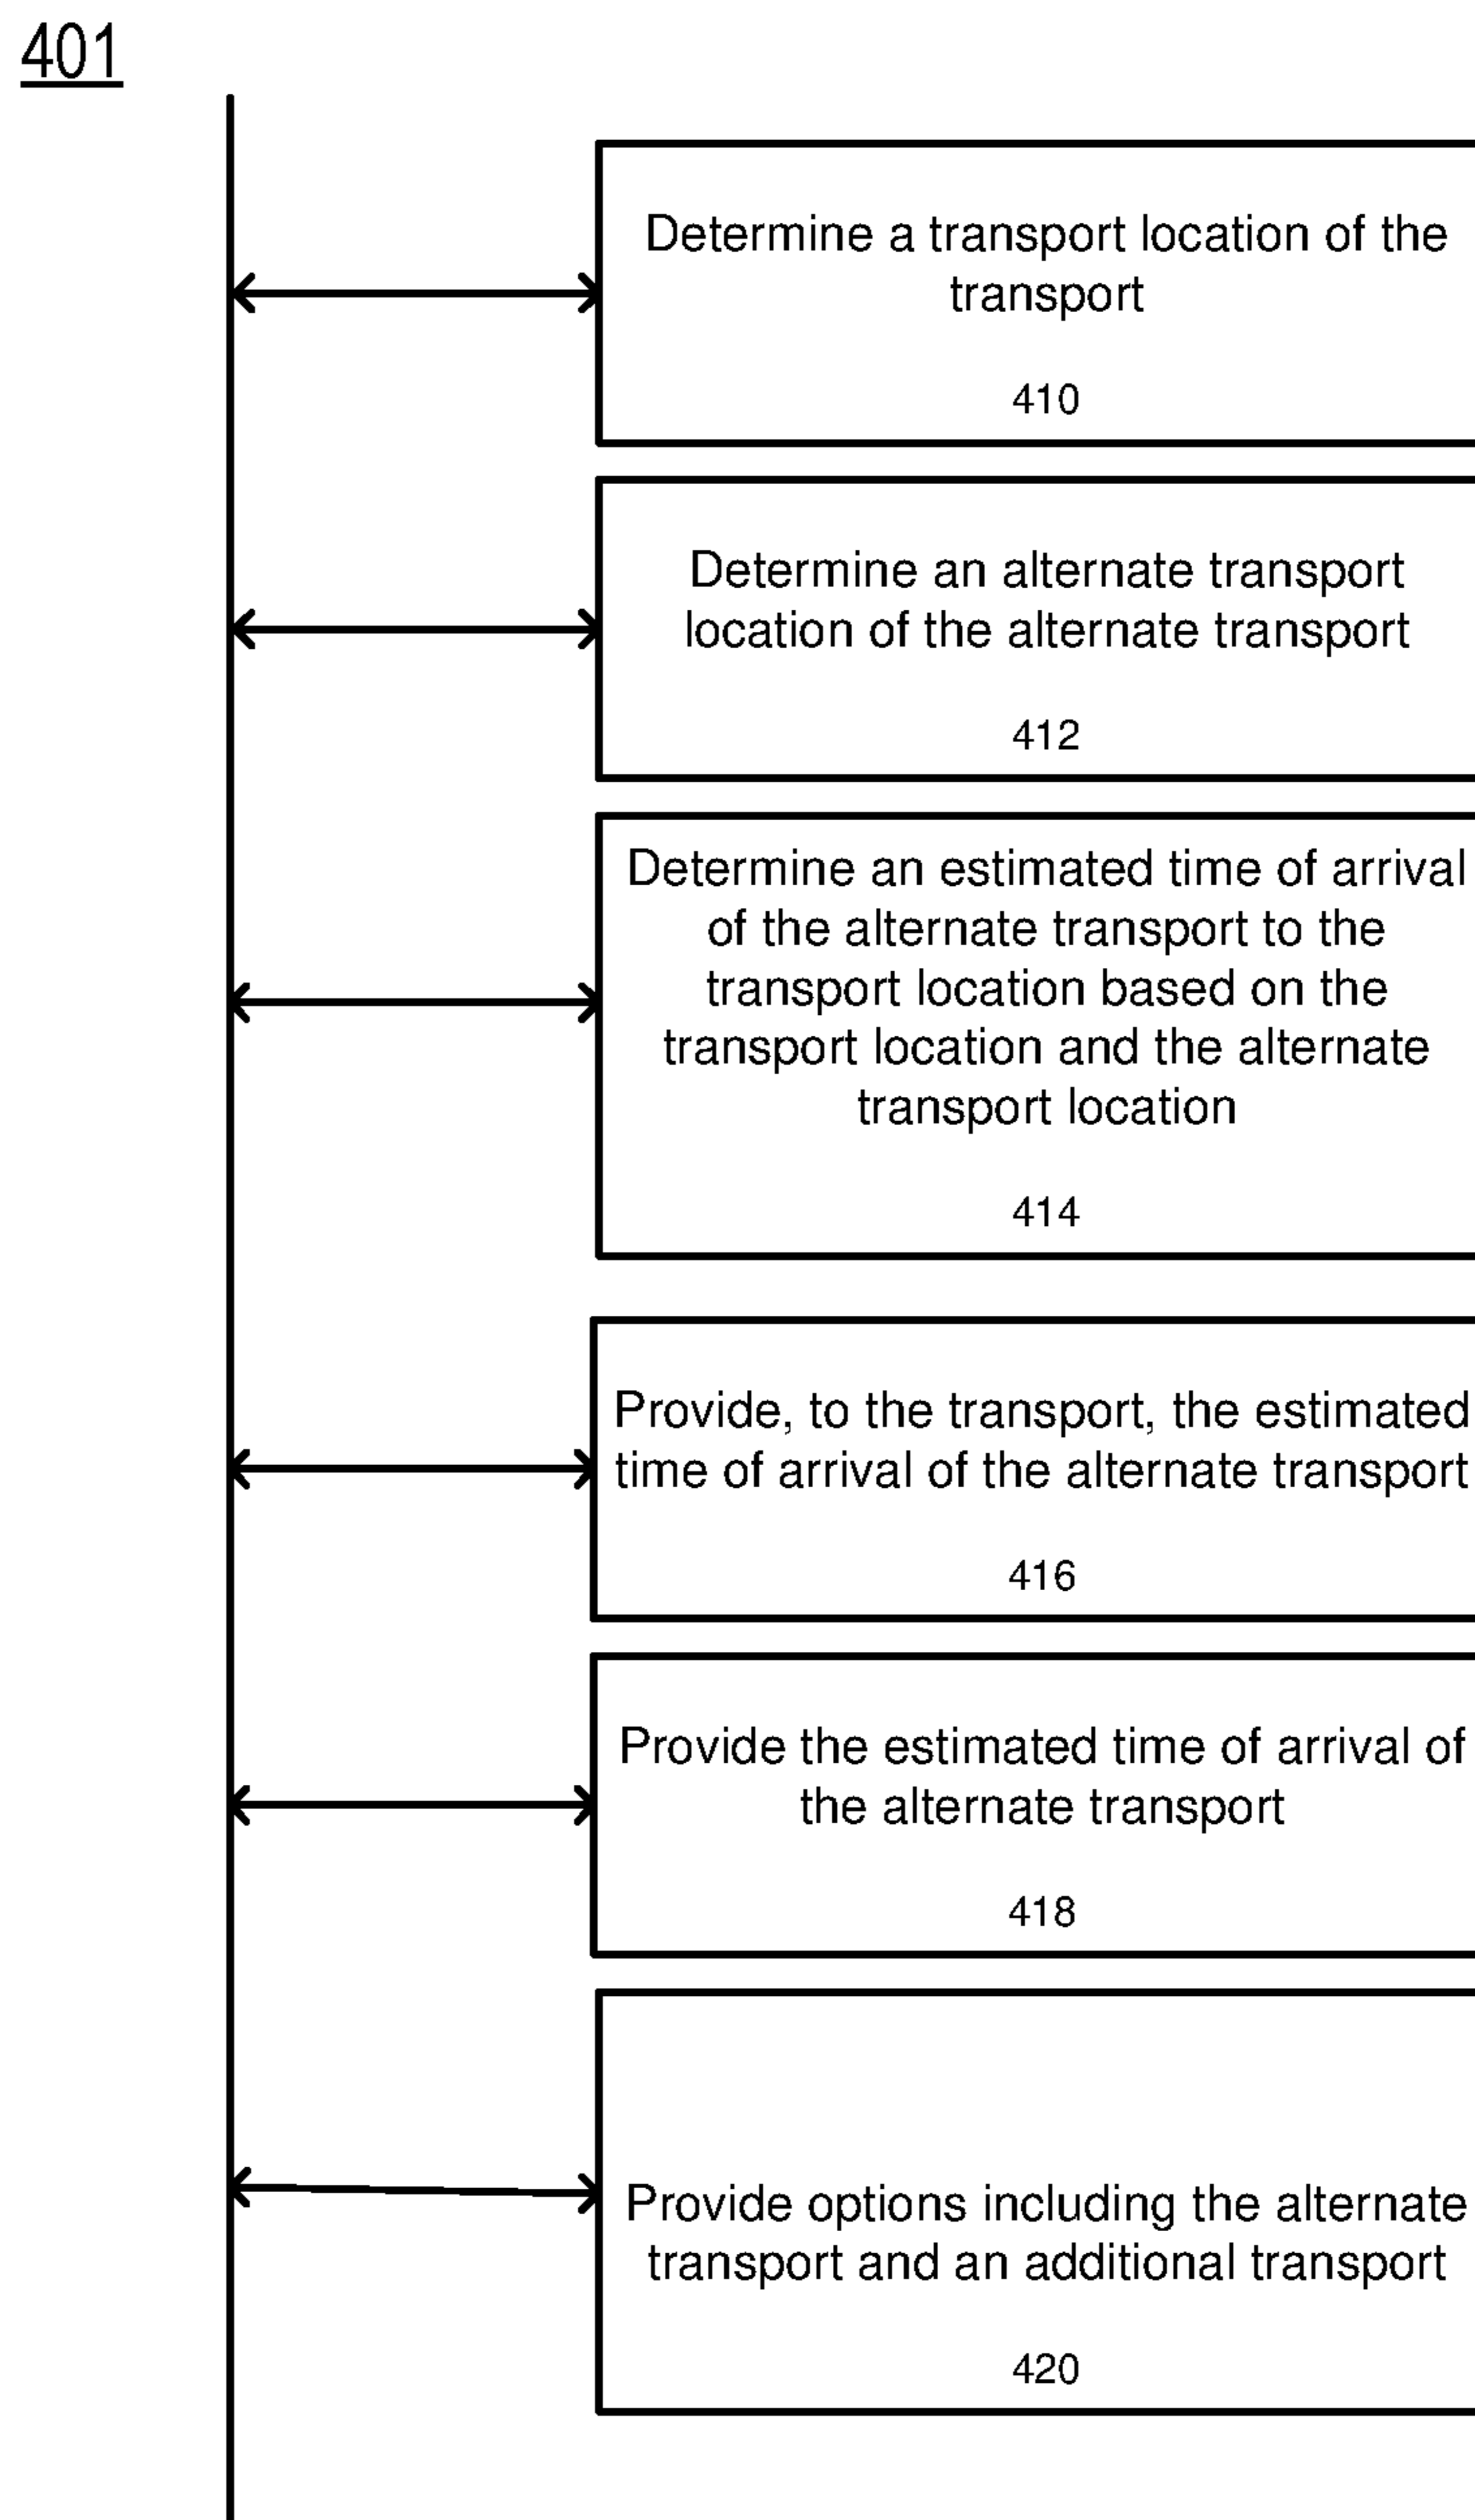 401
Determine a transport location of the
transport
410
Determine an alternate transport
location of the alternate transport
412
Determine an estimated time of arrival
of the alternate transport to the
transport location based on the
transport location and the alternate
transport location
414
Provide, to the transport, the estimated
time of arrival of the alternate transport
416
Provide the estimated time of arrival of
the alternate transport
418
Provide options including the alternate
transport and an additional transport
420